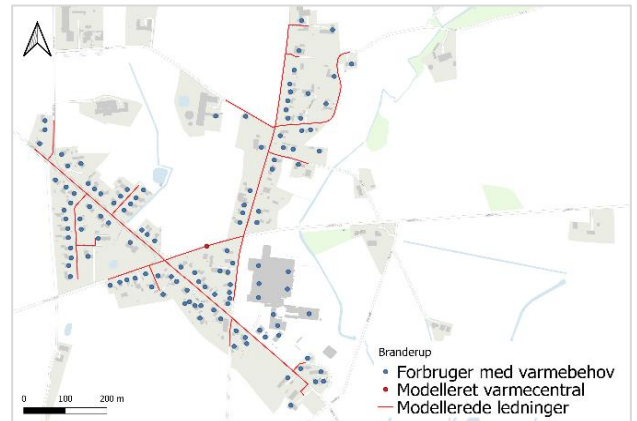 Branderup
Forbruger med varmebehov
Modelleret varmecentral
Modellerede ledninger
0 100 200 m